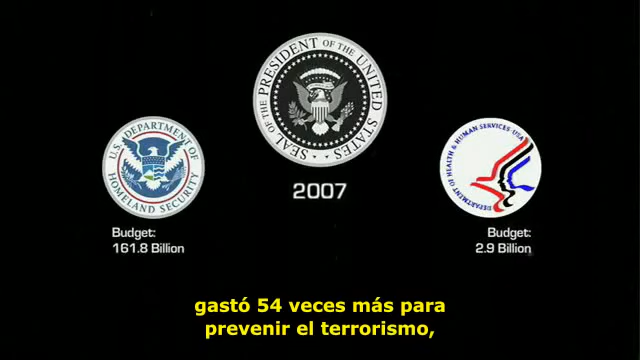 SEAL OF THE PRESIDENT OF THE UNITED STATES
U.S. DEPARTMENT OF HOMELAND SECURITY
DEPARTMENT OF HEALTH & HUMAN SERVICES·USA
2007
Budget:
161.8 Billion
Budget:
2.9 Billion
gastó 54 veces más para
prevenir el terrorismo,